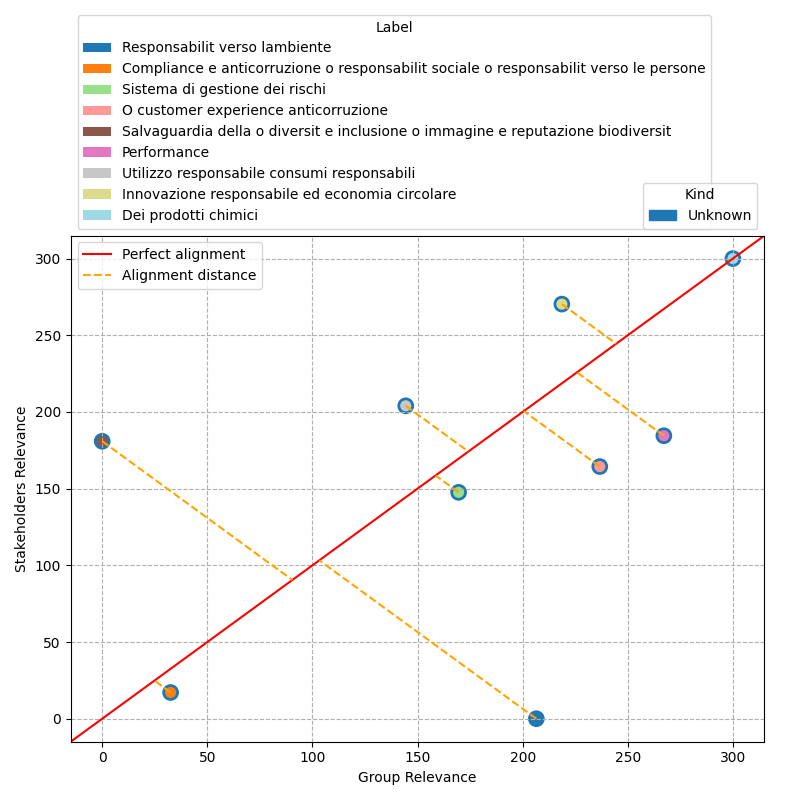 Label
Responsabilit verso lambiente
Compliance e anticorruzione o responsabilit sociale o responsabilit verso le persone
Sistema di gestione dei rischi
O customer experience anticorruzione
Salvaguardia della o diversit e inclusione o immagine e reputazione biodiversit
Performance
Utilizzo responsabile consumi responsabili
Innovazione responsabile ed economia circolare
Dei prodotti chimici
Kind
Unknown
Perfect alignment
Alignment distance
Stakeholders Relevance
300
250
200
150
100
50
0
0 50 100 150 200 250 300
Group Relevance